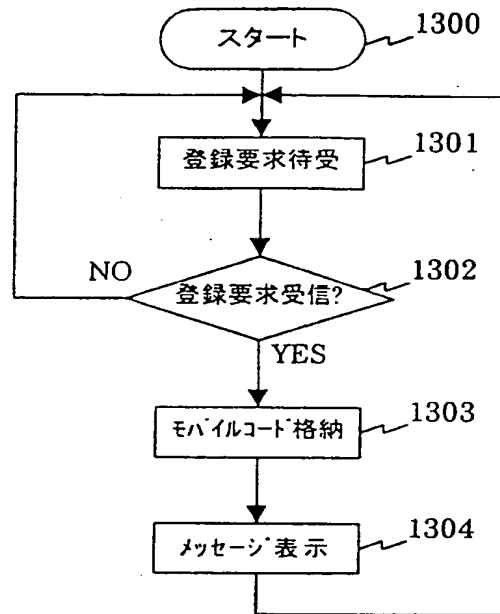 スタート
1300
登録要求待受
1301
NO
登録要求受信?
1302
YES
モバイルコード格納
1303
メッセージ表示
1304